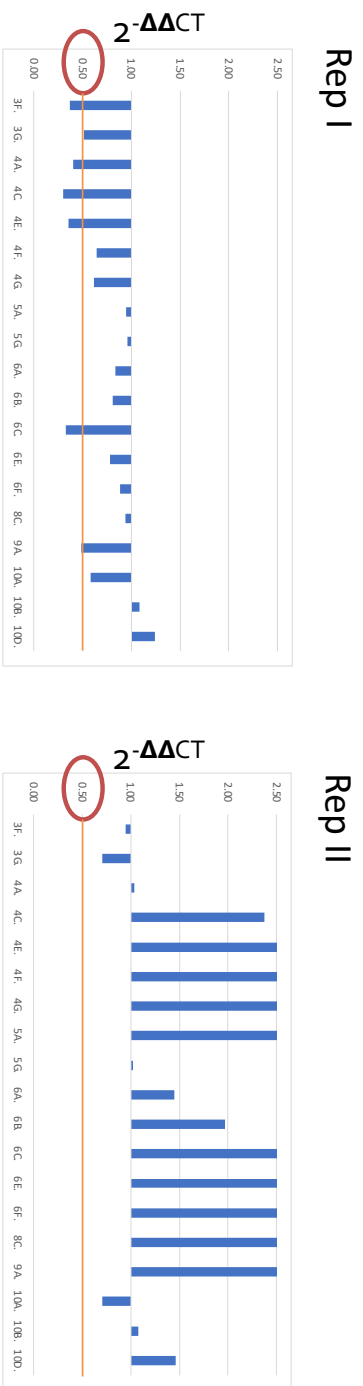 Rep I
2-ΔΔCT
2.50
2.00
1.50
1.00
0.50
0.00
3F.
3G.
4A.
4C.
4E.
4F.
4G.
5A.
5G.
6A.
6B.
6C.
6E.
6F.
8C.
9A.
10A.
10B.
10D.
Rep II
2-ΔΔCT
2.50
2.00
1.50
1.00
0.50
0.00
3F.
3G.
4A.
4C.
4E.
4F.
4G.
5A.
5G.
6A.
6B.
6C.
6E.
6F.
8C.
9A.
10A.
10B.
10D.